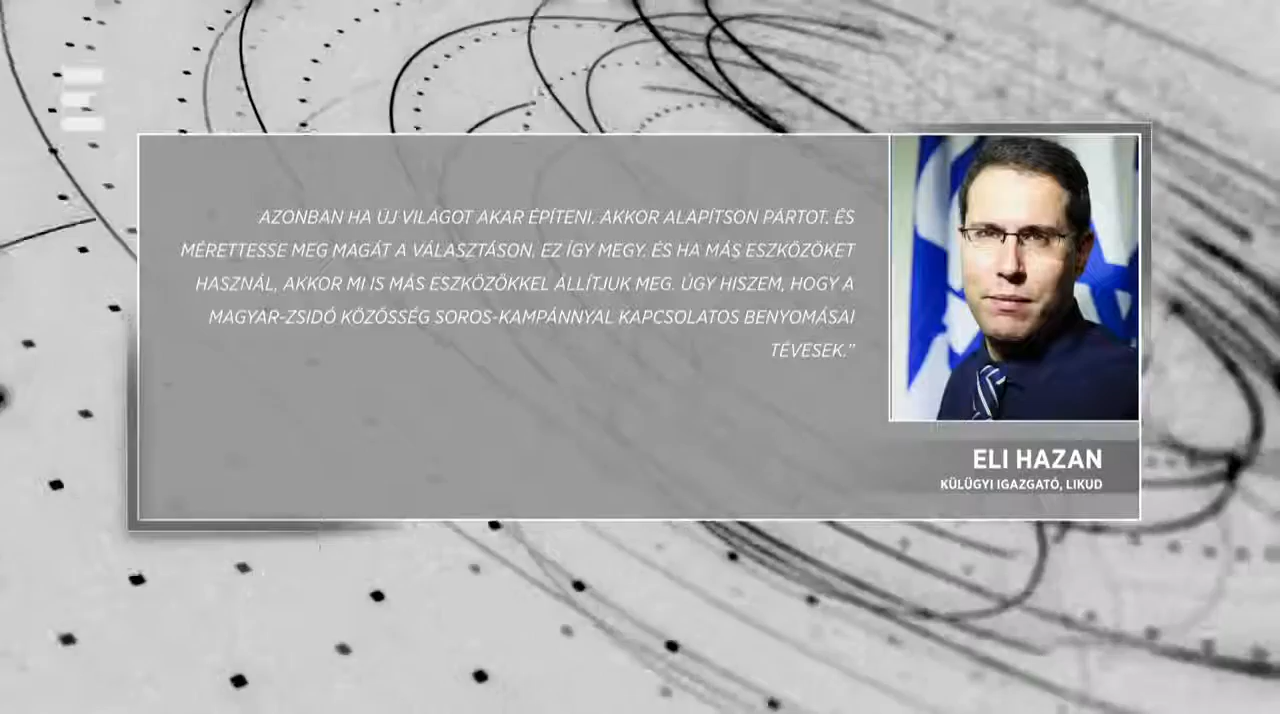 AZONBAN HA ÚJ VILÁGOT AKAR ÉPÍTENI, AKKOR ALAPÍTSON PÁRTOT, ÉS
MÉRETTESSE MEG MAGÁT A VÁLASZTÁSON, EZ ÍGY MEGY. ÉS HA MÁS ESZKÖZÖKET
HASZNÁL, AKKOR MI IS MÁS ESZKÖZÖKKEL ÁLLÍTJUK MEG. ÚGY HISZEM, HOGY A
MAGYAR-ZSIDÓ KÖZÖSSÉG SOROS-KAMPÁNNYAL KAPCSOLATOS BENYOMÁSAI
TÉVESEK.”
ELI HAZAN
KÜLÜGYI IGAZGATÓ, LIKUD